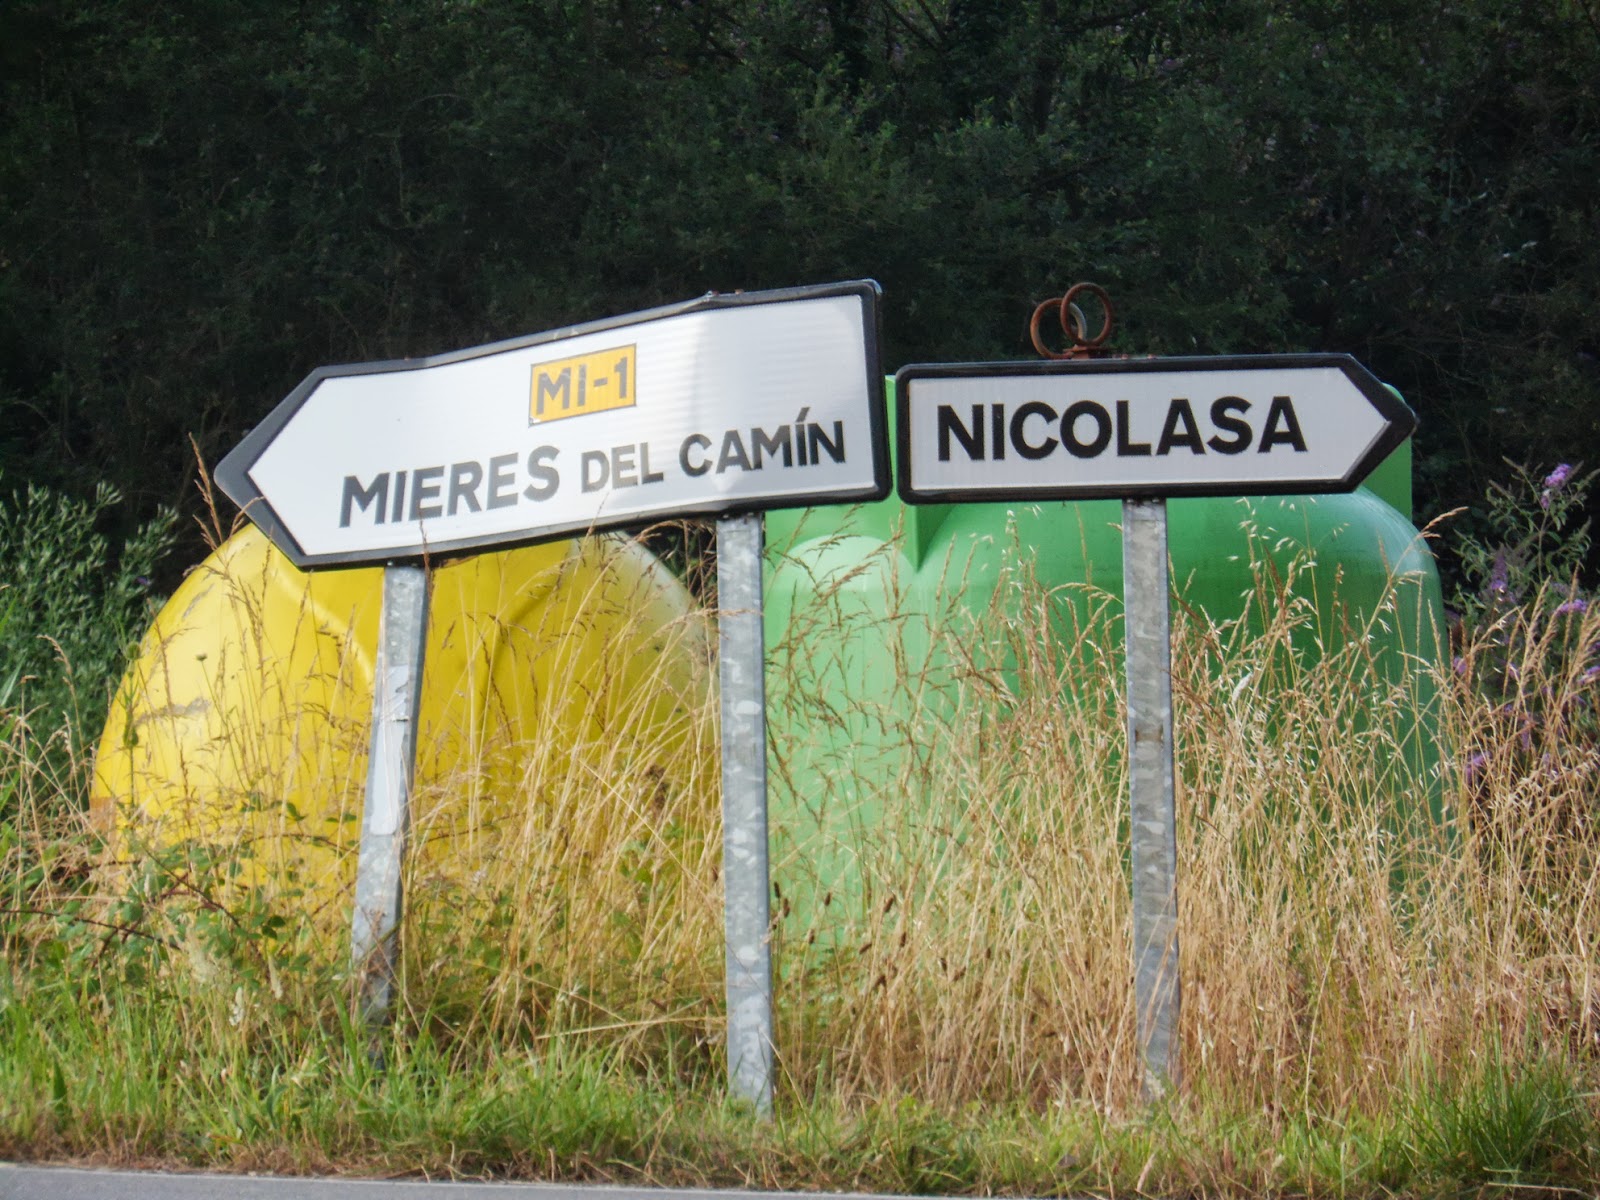 MI-1
MIERES DEL CAMÍN
NICOLASA